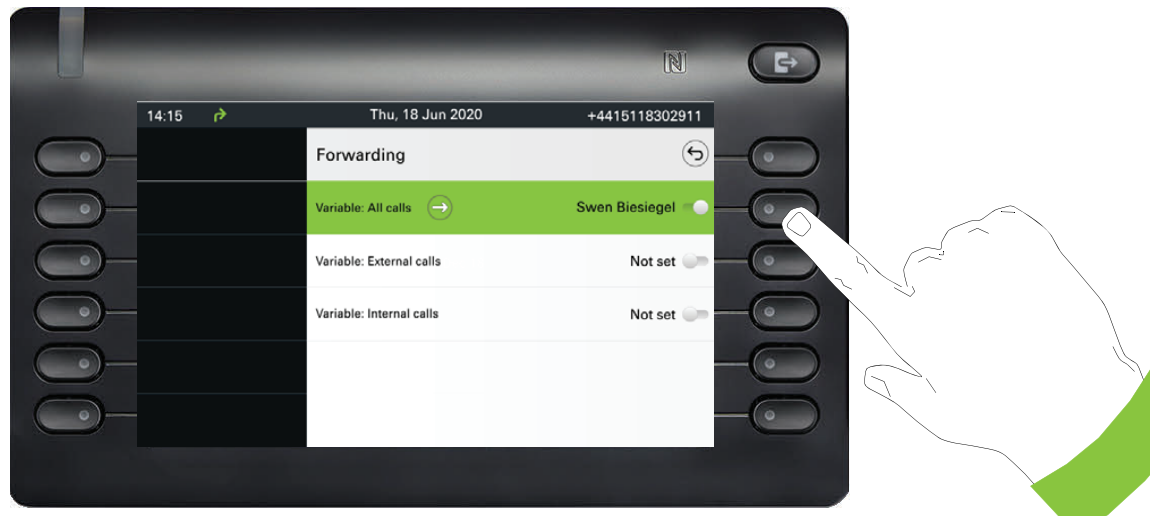 14:15 Thu, 18 Jun 2020 +4415118302911
Forwarding
Variable: All calls Swen Biesiegel
Variable: External calls Not set
Variable: Internal calls Not set